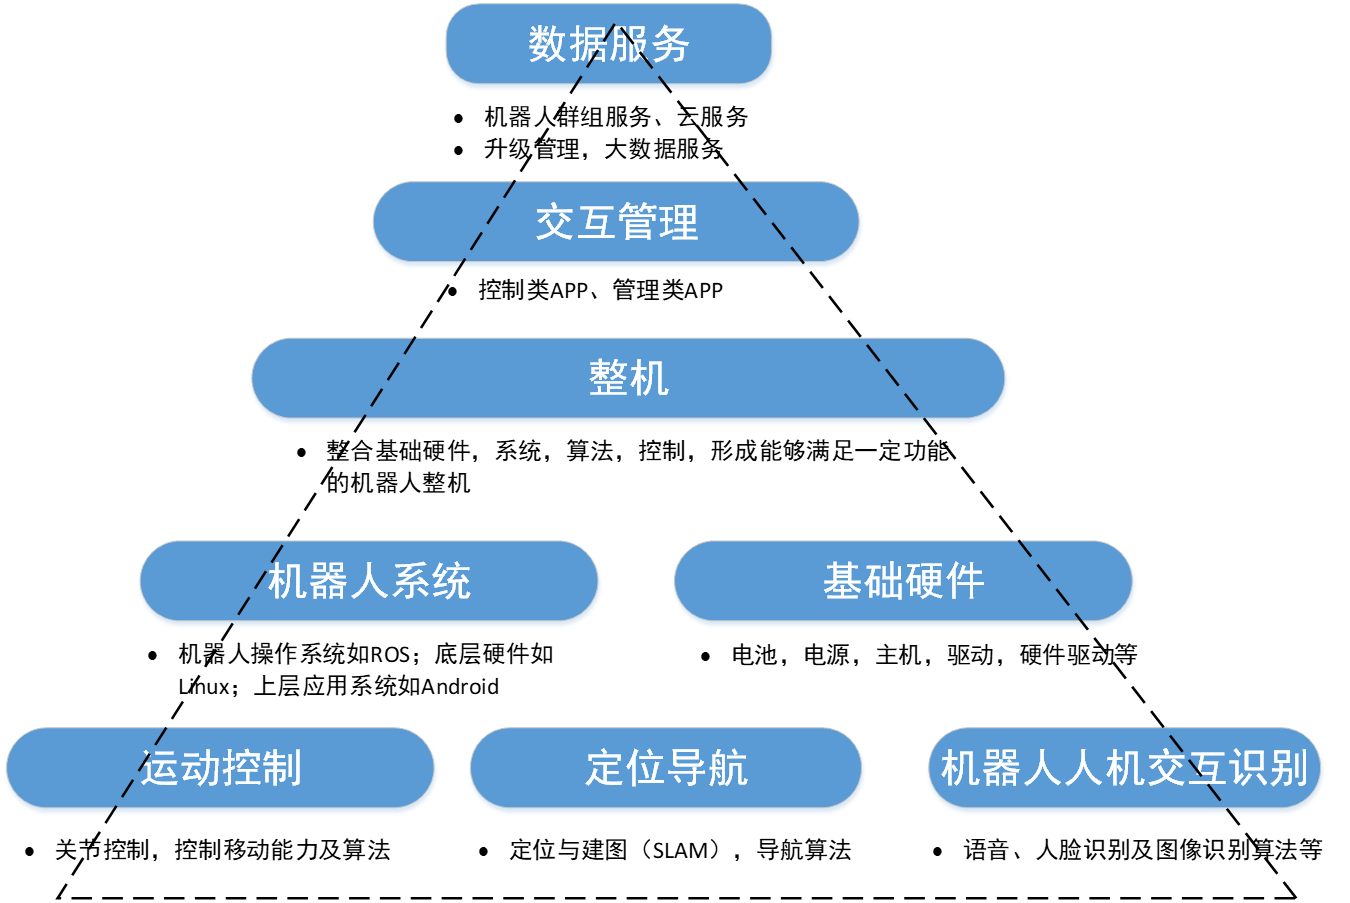 数据服务
• 机器人群组服务、云服务
• 升级管理，大数据服务
交互管理
• 控制类APP、管理类APP
整机
• 整合基础硬件，系统，算法，控制，形成能够满足一定功能
的机器人整机
机器人系统
基础硬件
• 机器人操作系统如ROS；底层硬件如
Linux；上层应用系统如Android
• 电池，电源，主机，驱动，硬件驱动等
运动控制
定位导航
机器人人机交互识别
• 关节控制，控制移动能力及算法
• 定位与建图（SLAM），导航算法
• 语音、人脸识别及图像识别算法等